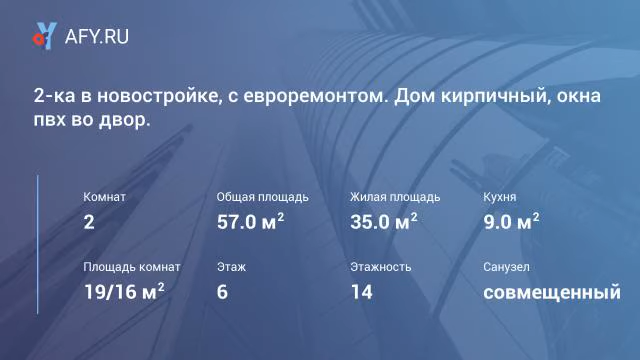 AFY.RU
2-ка в новостройке, с евроремонтом. Дом кирпичный, окна
пвх во двор.
Комнат
Общая площадь
Жилая площадь
Кухня
2
57.0 м²
35.0 м²
9.0 м²
Площадь комнат
Этаж
Этажность
Санузел
19/16 м²
6
14
совмещенный